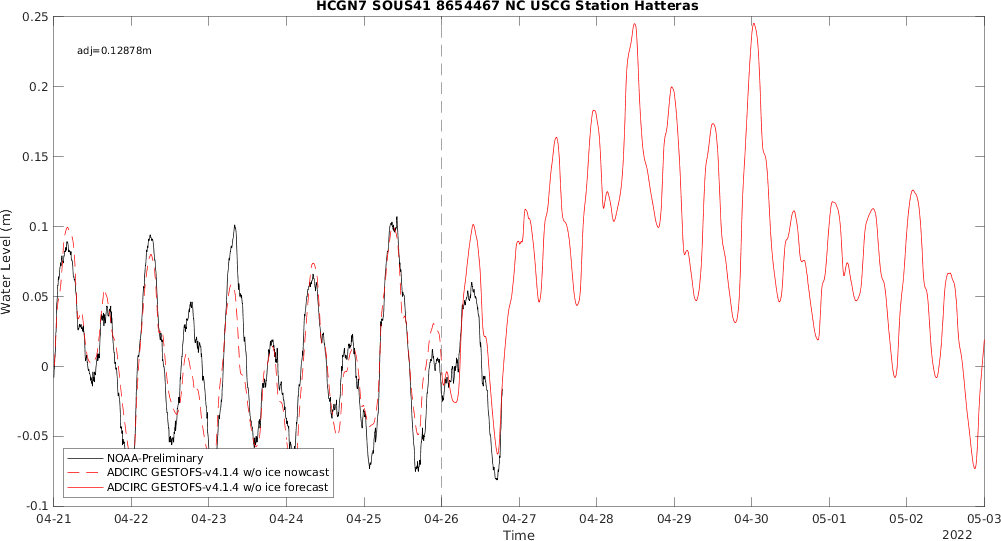 HCGN7 SOUS41 8654467 NC USCG Station Hatteras
0.25
adj=0.12878m
0.2
0.15
0.1
0.05
0
-0.05
-0.1
Water Level (m)
NOAA-Preliminary
ADCIRC GESTOFS-v4.1.4 w/o ice nowcast
ADCIRC GESTOFS-v4.1.4 w/o ice forecast
04-21 04-22 04-23 04-24 04-25 04-26 04-27 04-28 04-29 04-30 05-01 05-02 05-03
Time
2022